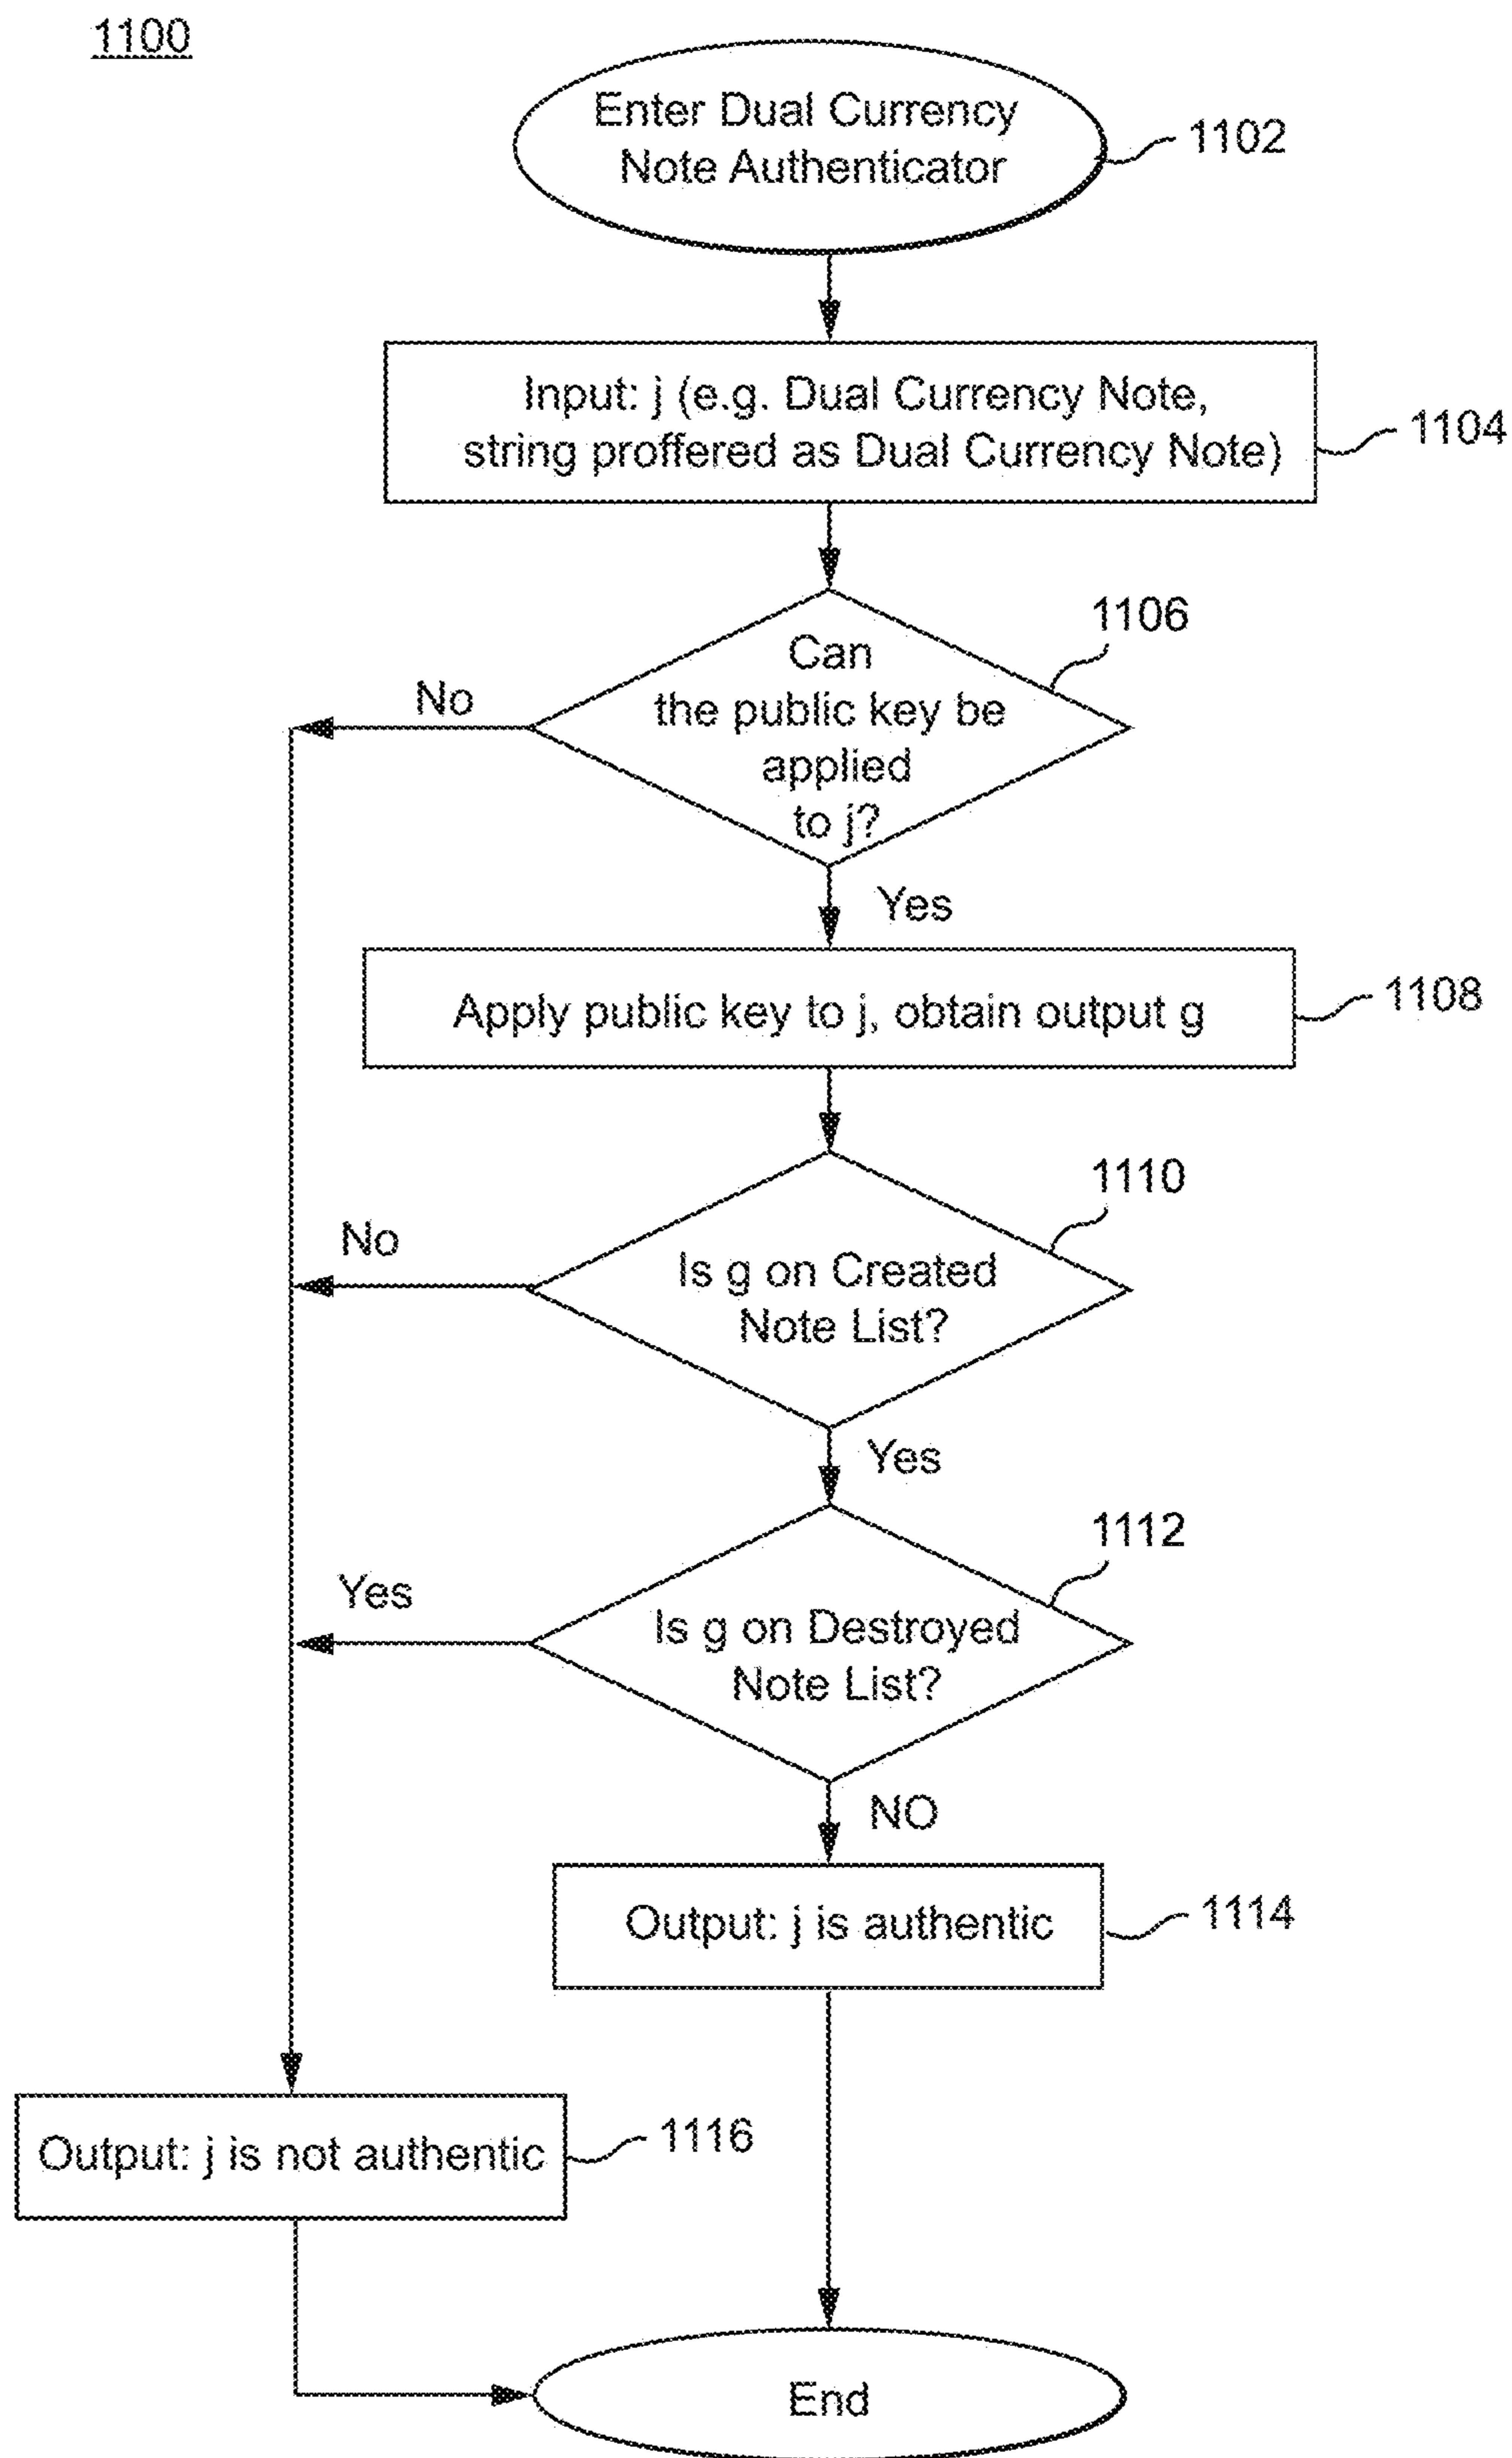 1100
Enter Dual Currency
Note Authenticator
1102
Input: j (e.g. Dual Currency Note,
string proffered as Dual Currency Note)
1104
1106
Can
the public key be
applied
to j?
No
Yes
Apply public key to j, obtain output g
1108
1110
Is g on Created
Note List?
No
Yes
1112
Is g on Destroyed
Note List?
Yes
NO
Output: j is authentic
1114
Output: j is not authentic
1116
End